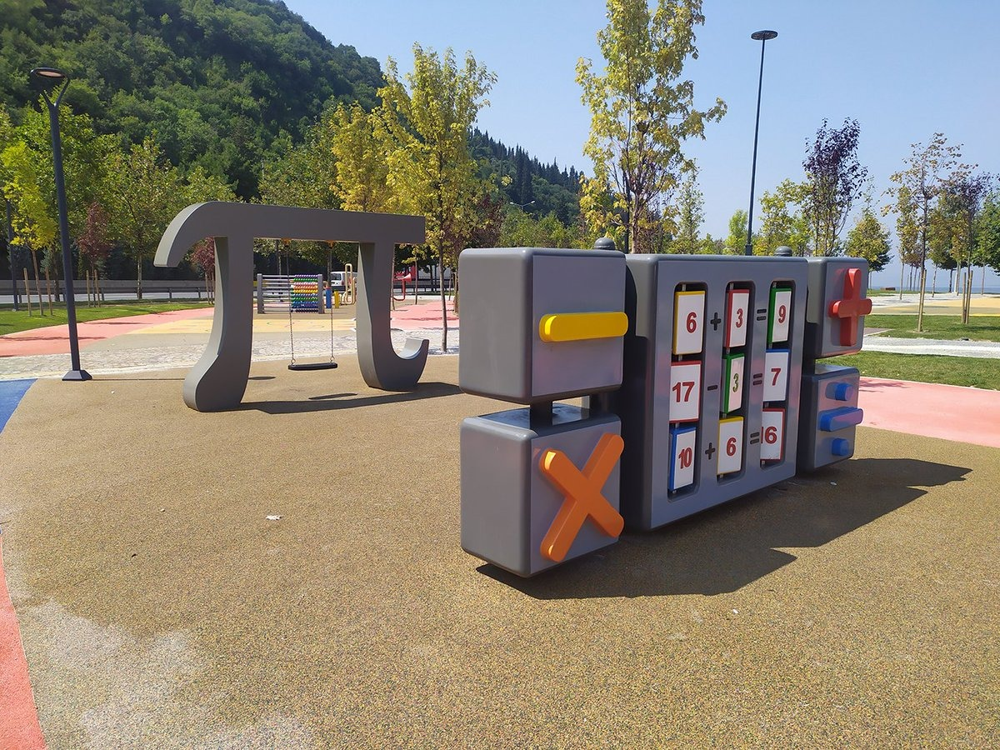 6 + 3 = 9
17 - 3 = 7
10 + 6 = 16